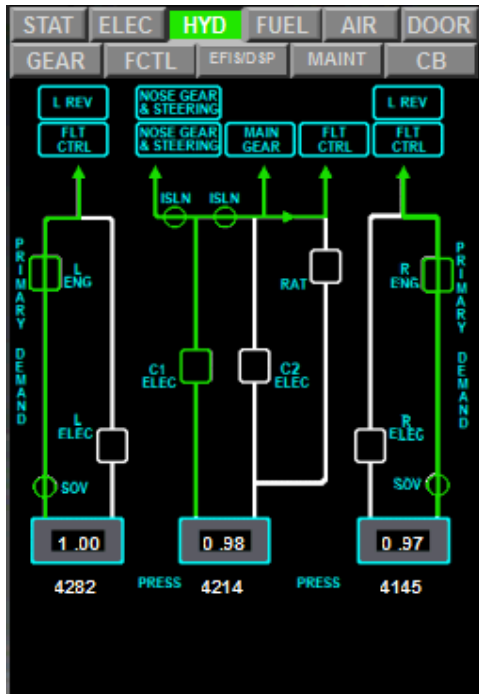 STAT ELEC HYD FUEL AIR DOOR
GEAR FCTL EFIS/DSP MAINT CB
L REV
NOSE GEAR
& STEERING
L REV
FLT
CTRL
NOSE GEAR
& STEERING
MAIN
GEAR
FLT
CTRL
FLT
CTRL
ISLN ISLN
PRIMARY DEMAND
L
ENG
RAT
R
ENG
PRIMARY DEMAND
C1
ELEC
C2
ELEC
L
ELEC
R
ELEC
SOV
SOV
1.00 0.98 0.97
4282 PRESS 4214 PRESS 4145